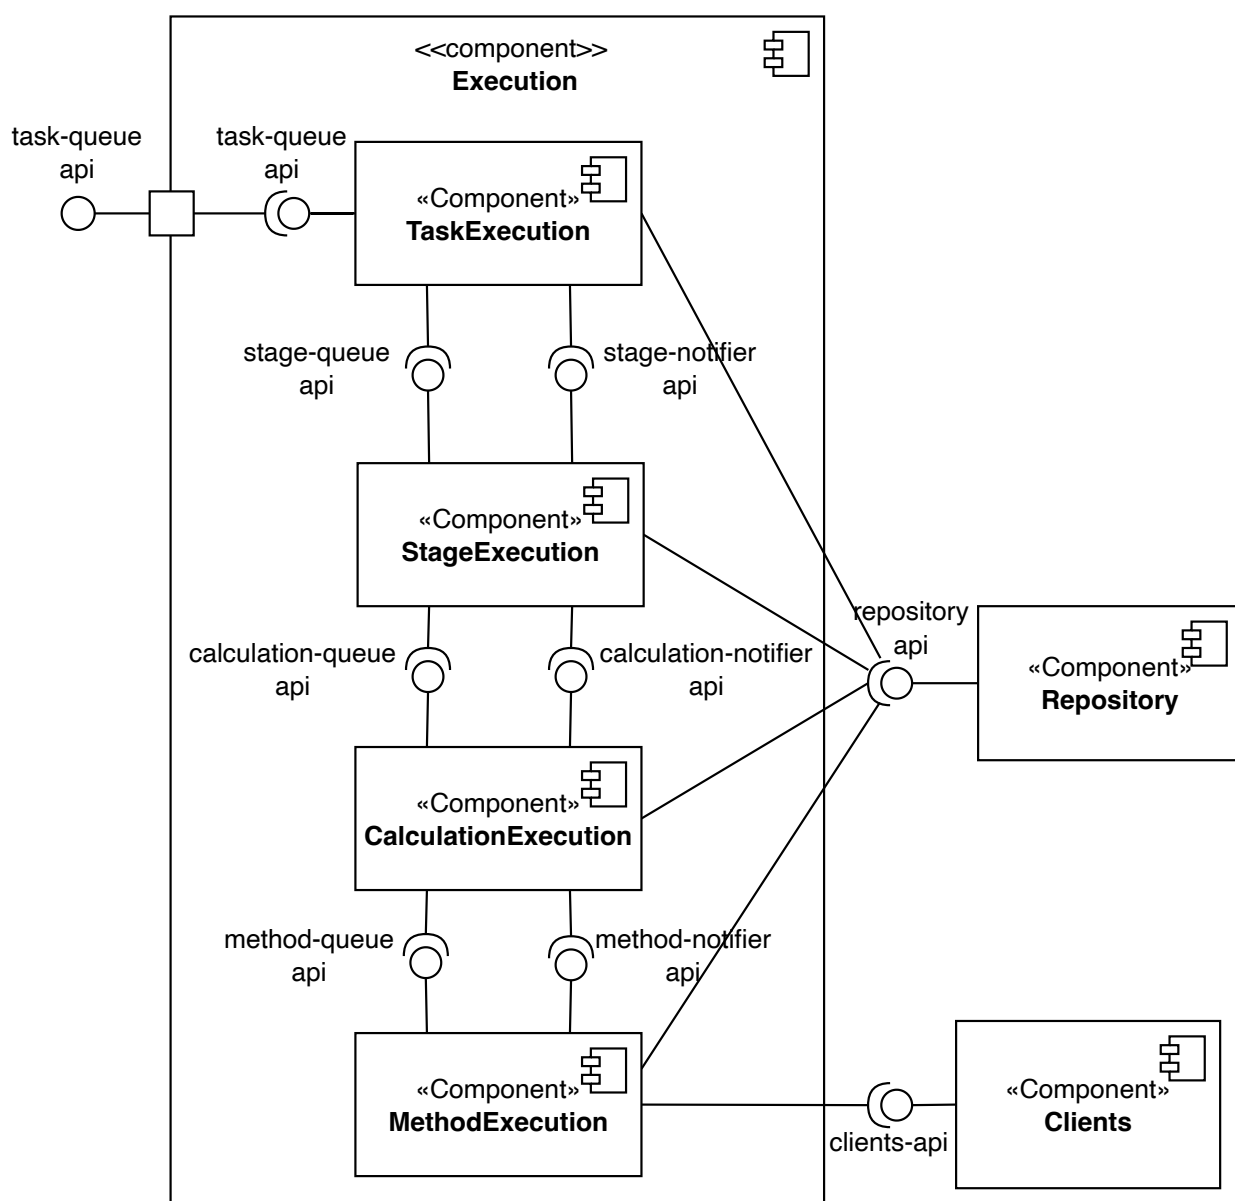 <<component>>
Execution
task-queue
api
task-queue
api
«Component»
TaskExecution
stage-queue
api
stage-notifier
api
«Component»
StageExecution
calculation-queue
api
calculation-notifier
api
repository
api
«Component»
Repository
«Component»
CalculationExecution
method-queue
api
method-notifier
api
«Component»
MethodExecution
clients-api
«Component»
Clients